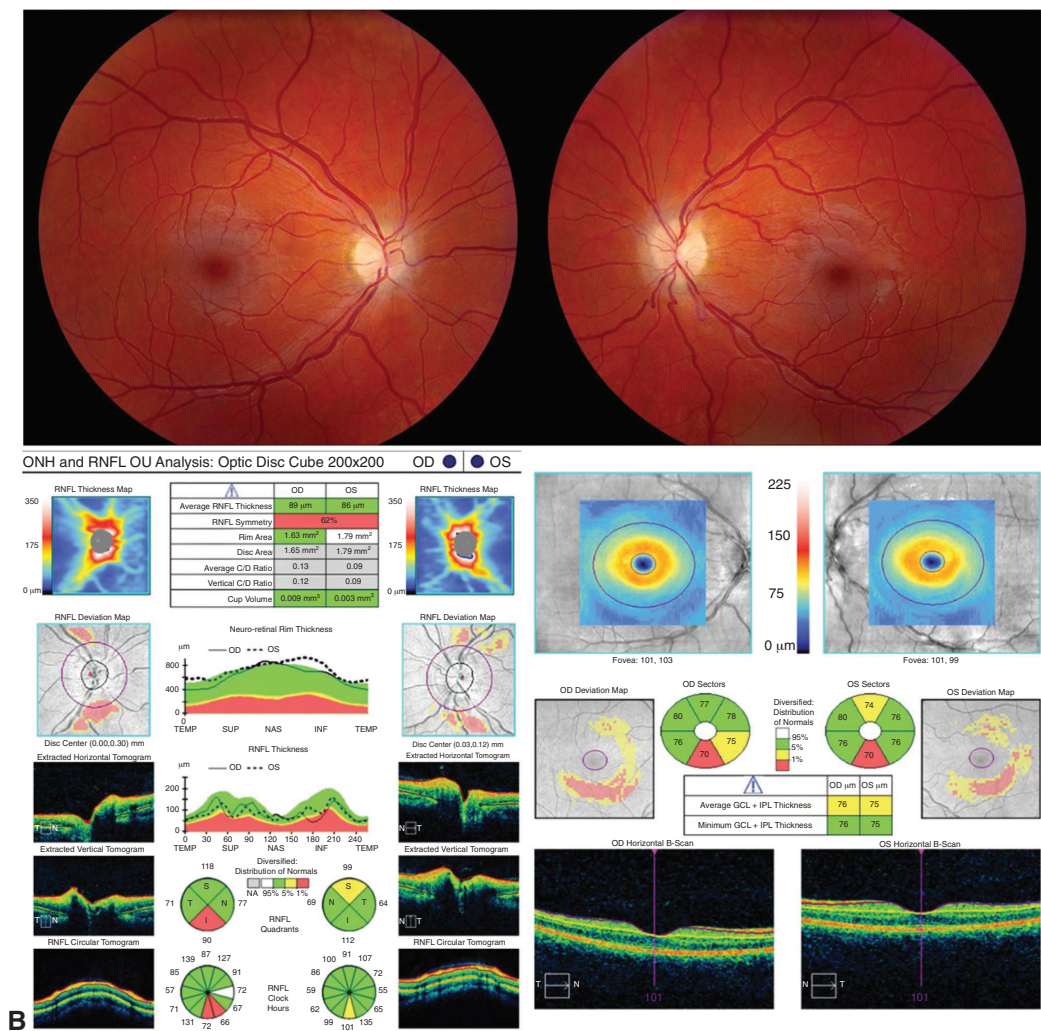 ONH and RNFL OU Analysis: Optic Disc Cube 200x200 OD OS
RNFL Thickness Map
350
175
0 μm
OD OS
Average RNFL Thickness 89 μm 86 μm
RNFL Symmetry 62%
Rim Area 1.63 mm² 1.79 mm²
Disc Area 1.65 mm² 1.79 mm²
Average C/D Ratio 0.13 0.09
Vertical C/D Ratio 0.12 0.09
Cup Volume 0.009 mm³ 0.003 mm³
RNFL Thickness Map
350
175
0 μm
RNFL Deviation Map
Disc Center (0.00,0.30) mm
Neuro-retinal Rim Thickness
μm OD OS
800
400
0
TEMP SUP NAS INF TEMP
RNFL Deviation Map
Disc Center (0.03,0.12) mm
Extracted Horizontal Tomogram
T N
RNFL Thickness
μm OD OS
200
100
0
0 30 60 90 120 150 180 210 240
TEMP SUP NAS INF TEMP
Extracted Horizontal Tomogram
N T
Extracted Vertical Tomogram
T N
Diversified:
Distribution of Normals
NA 95% 5% 1%
118
S
71 T N 77
I
90
RNFL
Quadrants
99
S
69 N T 64
I
112
Extracted Vertical Tomogram
N T
RNFL Circular Tomogram
87
139 127
85 91
57 72
71 67
131 66
72
RNFL
Clock
Hours
91
100 107
86 72
59 55
62 65
99 135
101
RNFL Circular Tomogram
B
225
150
75
0 μm
Fovea: 101, 103
Fovea: 101, 99
OD Deviation Map
OD Sectors
77
80 78
76 75
70
Diversified:
Distribution
of Normals
95%
5%
1%
OS Sectors
74
80 76
76 76
70
OS Deviation Map
OD μm OS μm
Average GCL + IPL Thickness 76 75
Minimum GCL + IPL Thickness 76 75
OD Horizontal B-Scan
T N
101
OS Horizontal B-Scan
N T
101